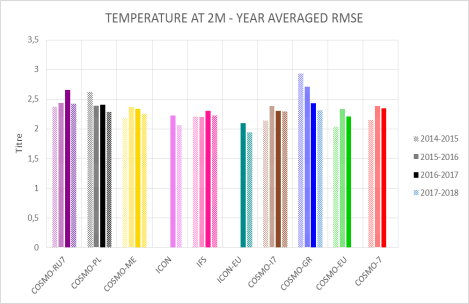 TEMPERATURE AT 2M - YEAR AVERAGED RMSE
3,5
3
2,5
2
1,5
1
0,5
0
Titre
COSMO-RU7
COSMO-PL
COSMO-ME
ICON
IFS
ICON-EU
COSMO-I7
COSMO-GR
COSMO-EU
COSMO-7
2014-2015
2015-2016
2016-2017
2017-2018